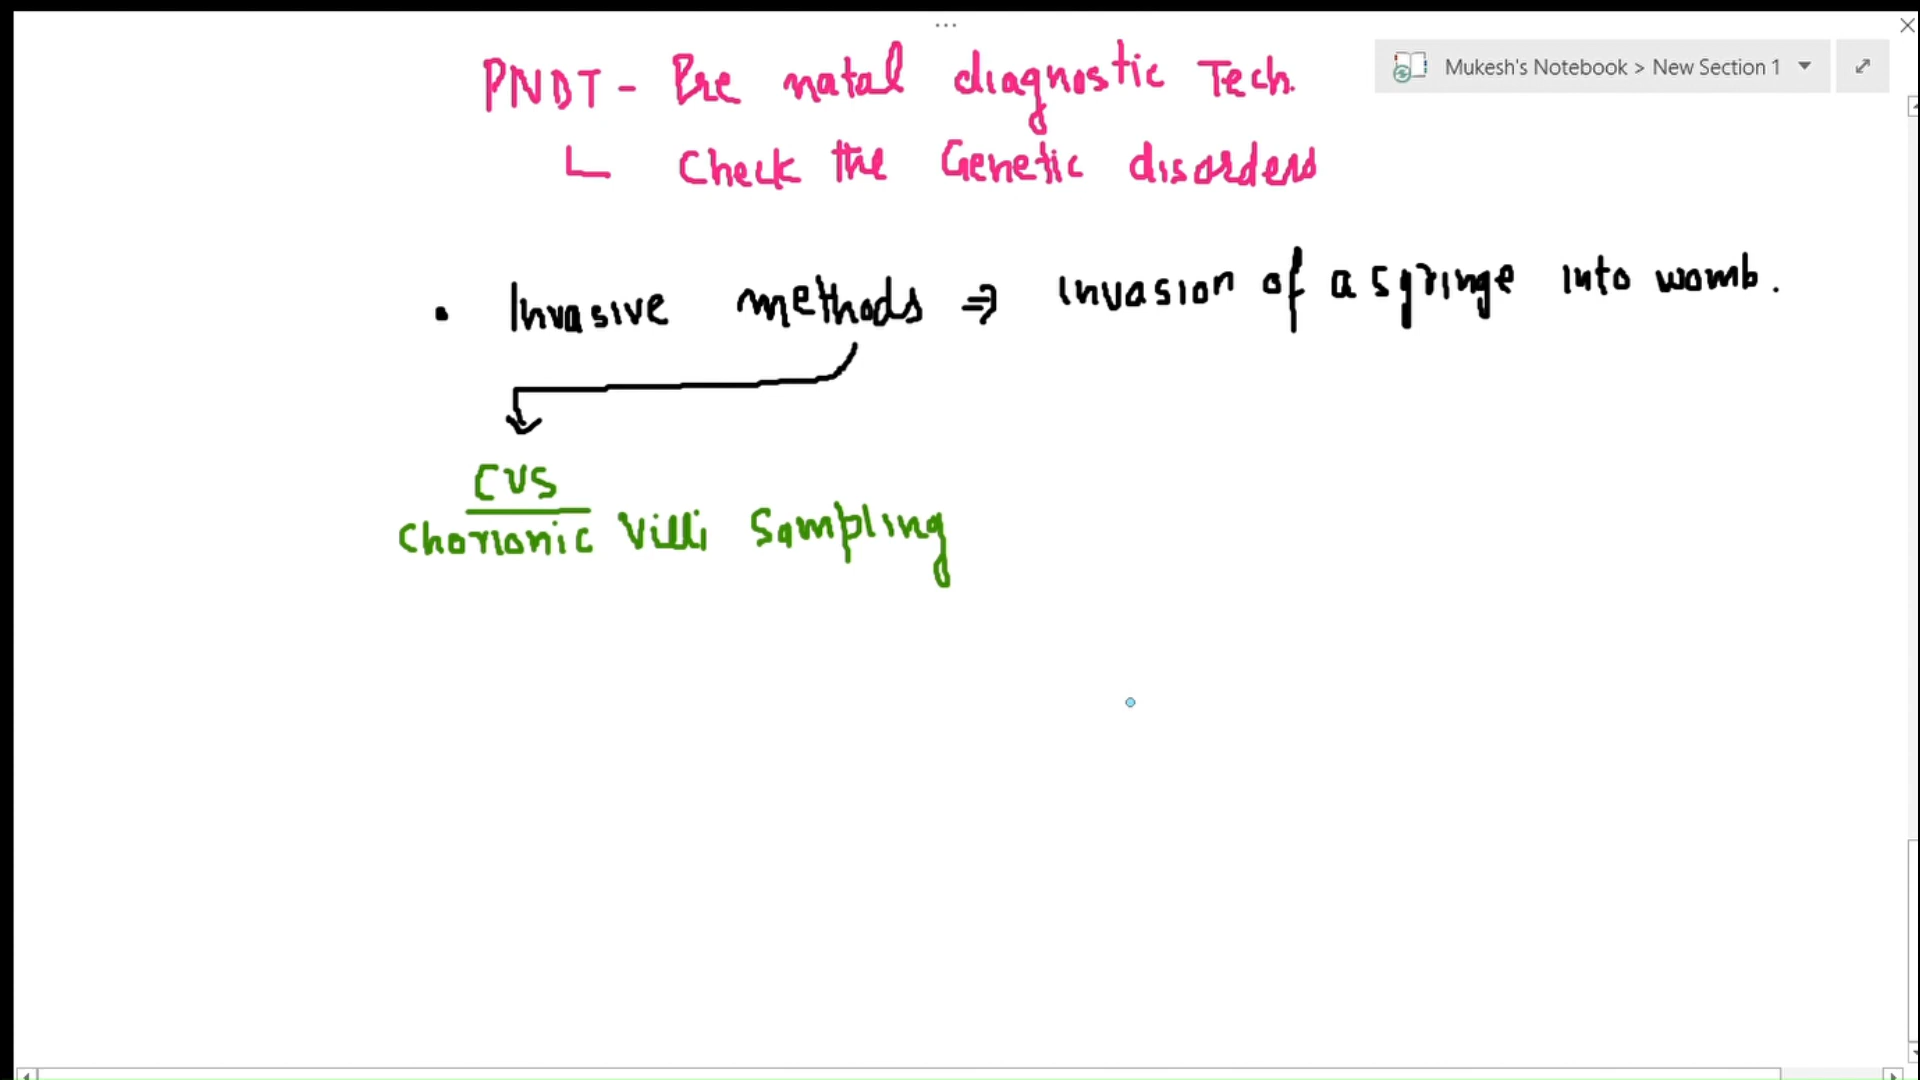 ...
PNDT - Pre natal diagnostic Tech.
Mukesh's Notebook > New Section 1
Check the Genetic disorders
• Invasive methods ⇒ Invasion of a syringe into womb.
CVS
Chorionic Villi Sampling